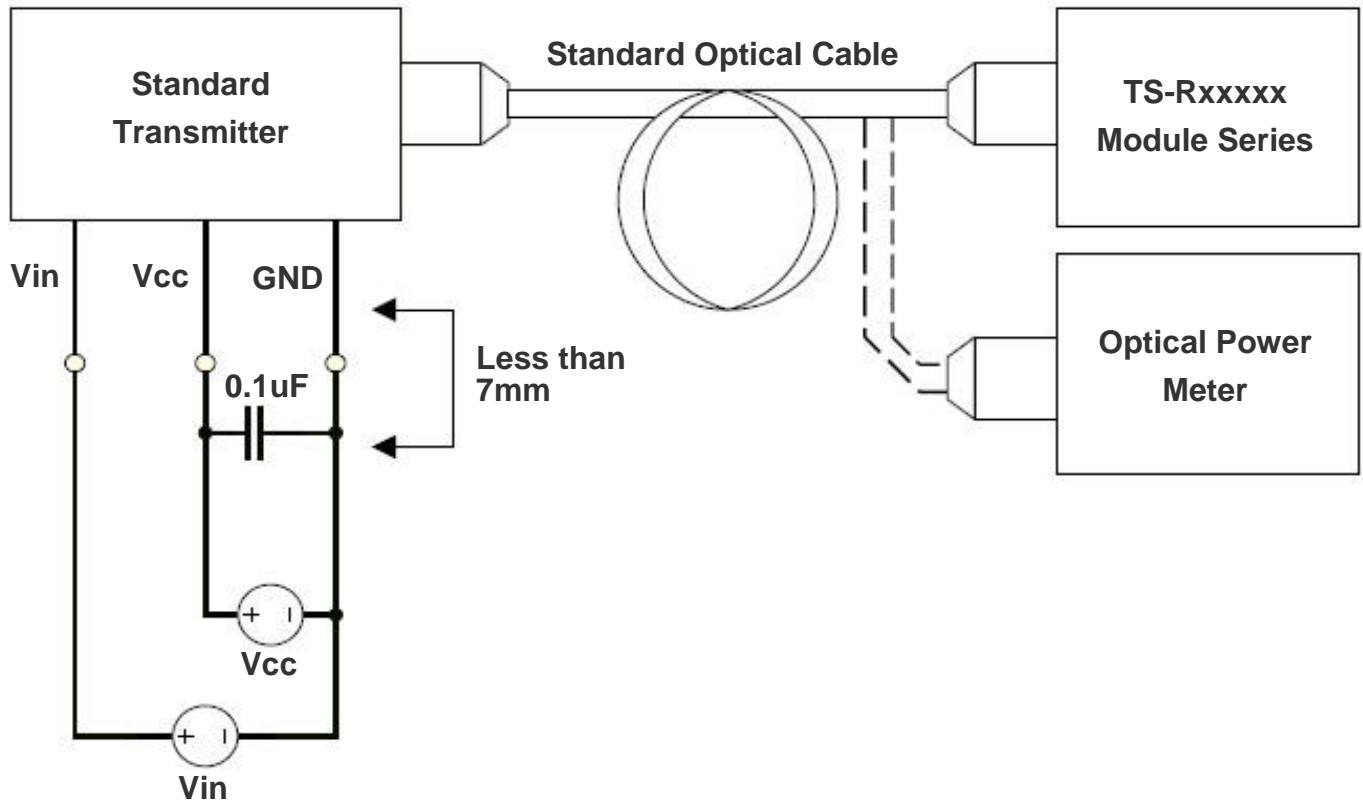 Standard Optical Cable
Standard
Transmitter
TS-Rxxxxx
Module Series
Vin
Vcc
GND
Less than
7mm
0.1uF
Optical Power
Meter
+ -
Vcc
+ -
Vin